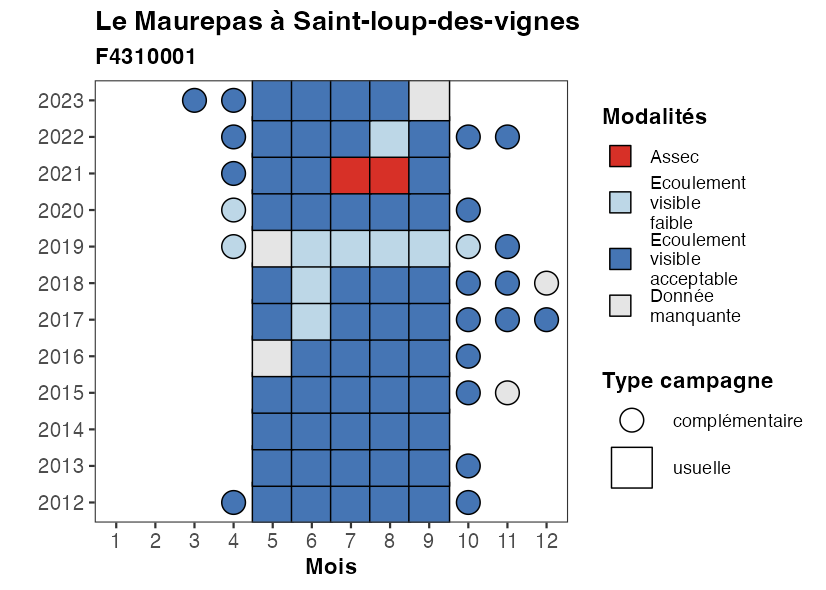 Le Maurepas à Saint-loup-des-vignes
F4310001
2023
2022
2021
2020
2019
2018
2017
2016
2015
2014
2013
2012
1 2 3 4 5 6 7 8 9 10 11 12
Mois
Modalités
Assec
Ecoulement
visible
faible
Ecoulement
visible
acceptable
Donnée
manquante
Type campagne
complémentaire
usuelle